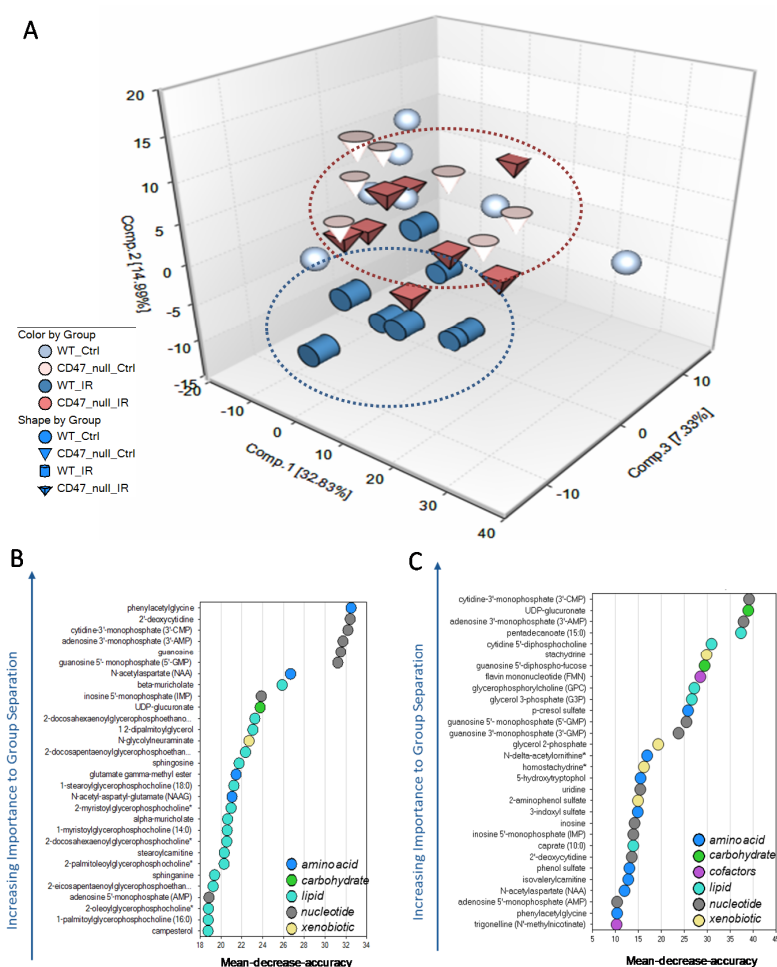 A
20
15
10
5
0
-5
-10
-15
Comp.2 [14.99%]
-20
-10
0
10
20
30
40
Comp.1 [32.83%]
-10
0
10
Comp.3 [7.33%]
Color by Group
WT_Ctrl
CD47_null_Ctrl
WT_IR
CD47_null_IR
Shape by Group
WT_Ctrl
CD47_null_Ctrl
WT_IR
CD47_null_IR
B
Increasing Importance to Group Separation
phenylacetylglycine
2'-deoxycytidine
cytidine-3'-monophosphate (3'-CMP)
adenosine 3'-monophosphate (3'-AMP)
guanosine
guanosine 5'- monophosphate (5'-GMP)
N-acetylaspartate (NAA)
beta-muricholate
inosine 5'-monophosphate (IMP)
UDP-glucuronate
2-docosahexaenoylglycerophosphoethano...
1 2-dipalmitoylglycerol
N-glycolylneuraminate
2-docosapentaenoylglycerophosphoethan...
sphingosine
glutamate gamma-methyl ester
1-stearoylglycerophosphocholine (18:0)
N-acetyl-aspartyl-glutamate (NAAG)
2-myristoylglycerophosphocholine*
alpha-muricholate
1-myristoylglycerophosphocholine (14:0)
2-docosahexaenoylglycerophosphocholine*
stearoylcarnitine
2-palmitoleoylglycerophosphocholine*
sphinganine
2-eicosapentaenoylglycerophosphoethan...
adenosine 5'-monophosphate (AMP)
2-oleoylglycerophosphocholine*
1-palmitoylglycerophosphocholine (16:0)
campesterol
18 20 22 24 26 28 30 32 34
Mean-decrease-accuracy
amino acid
carbohydrate
lipid
nucleotide
xenobiotic
C
Increasing Importance to Group Separation
cytidine-3'-monophosphate (3'-CMP)
UDP-glucuronate
adenosine 3'-monophosphate (3'-AMP)
pentadecanoate (15:0)
cytidine 5'-diphosphocholine
stachydrine
guanosine 5'-diphospho-fucose
flavin mononucleotide (FMN)
glycerophosphorylcholine (GPC)
glycerol 3-phosphate (G3P)
p-cresol sulfate
guanosine 5'- monophosphate (5'-GMP)
guanosine 3'-monophosphate (3'-GMP)
glycerol 2-phosphate
N-delta-acetylornithine*
homostachydrine*
5-hydroxytryptophol
uridine
2-aminophenol sulfate
3-indoxyl sulfate
inosine
inosine 5'-monophosphate (IMP)
caprate (10:0)
2'-deoxycytidine
phenol sulfate
isovalerylcarnitine
N-acetylaspartate (NAA)
adenosine 5'-monophosphate (AMP)
phenylacetylglycine
trigonelline (N'-methylnicotinate)
5 10 15 20 25 30 35 40 45
Mean-decrease-accuracy
amino acid
carbohydrate
cofactors
lipid
nucleotide
xenobiotic